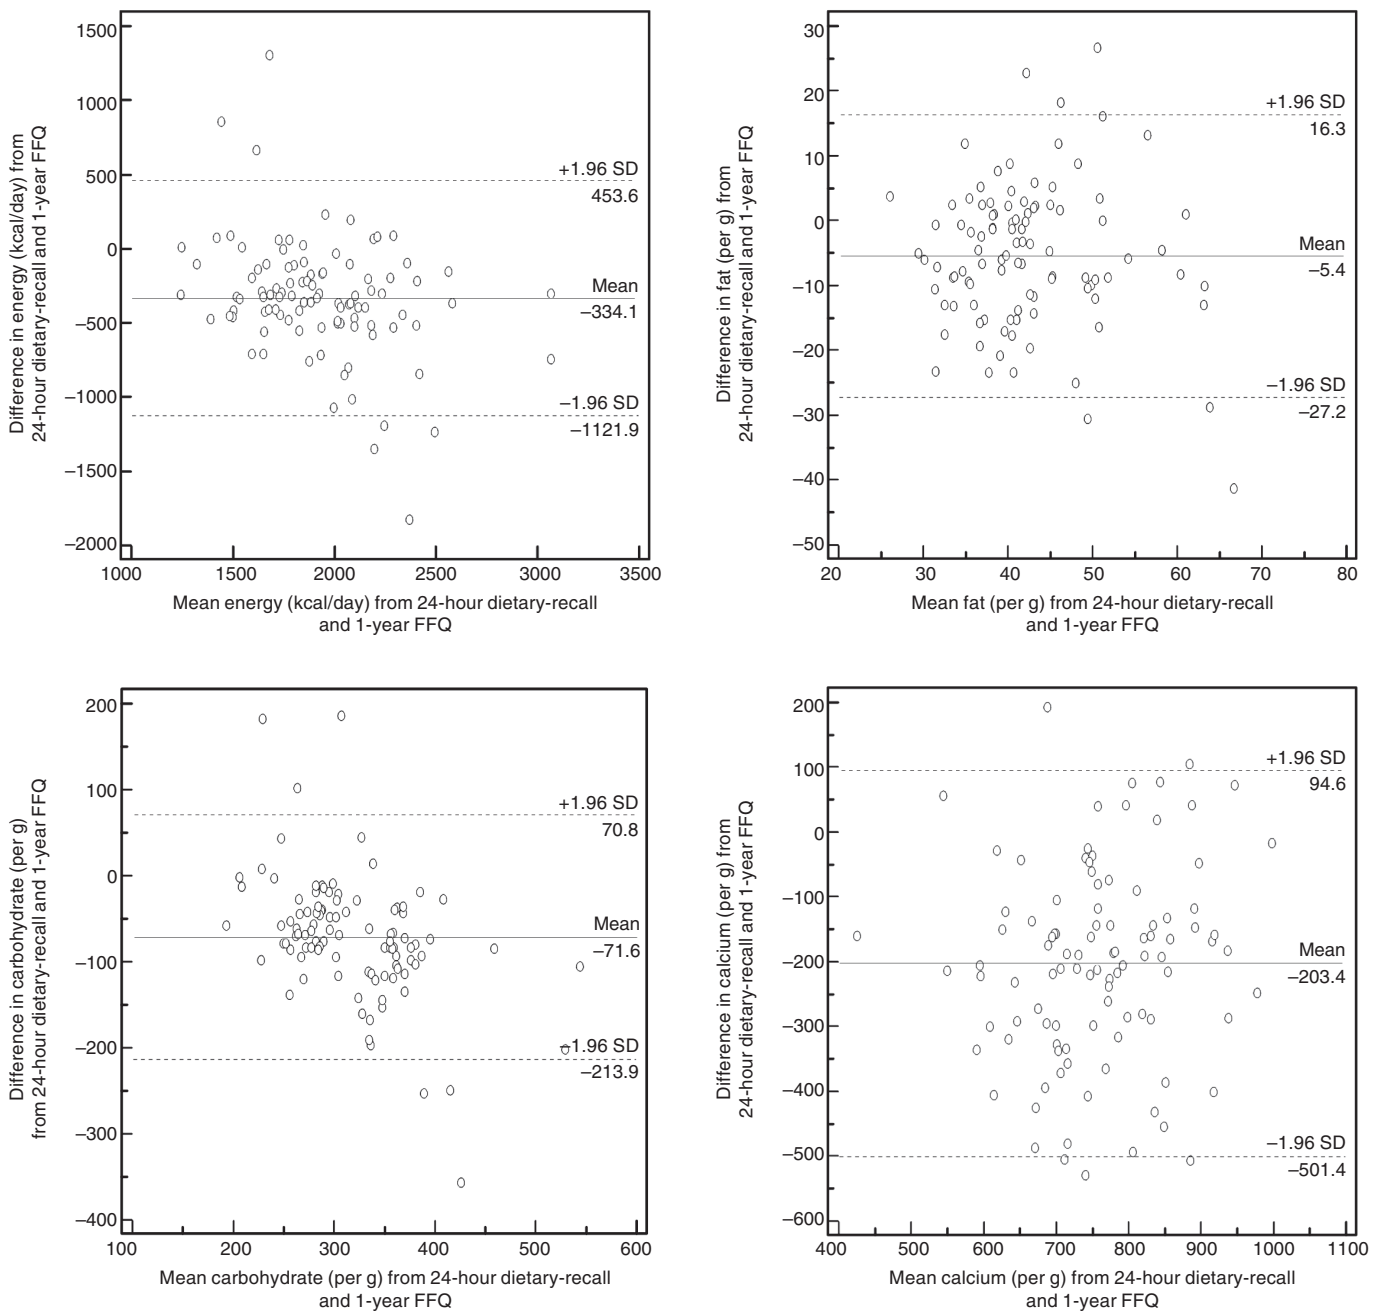 1500
1000
500
0
–500
–1000
–1500
–2000
1000
1500
2000
2500
3000
3500
Difference in energy (kcal/day) from
24-hour dietary-recall and 1-year FFQ
+1.96 SD
453.6
Mean
–334.1
–1.96 SD
–1121.9
Mean energy (kcal/day) from 24-hour dietary-recall
and 1-year FFQ
30
20
10
0
–10
–20
–30
–40
–50
20
30
40
50
60
70
80
Difference in fat (per g) from
24-hour dietary-recall and 1-year FFQ
+1.96 SD
16.3
Mean
–5.4
–1.96 SD
–27.2
Mean fat (per g) from 24-hour dietary-recall
and 1-year FFQ
200
100
0
–100
–200
–300
–400
100
200
300
400
500
600
Difference in carbohydrate (per g)
from 24-hour dietary-recall and 1-year FFQ
+1.96 SD
70.8
Mean
–71.6
–1.96 SD
–213.9
Mean carbohydrate (per g) from 24-hour dietary-recall
and 1-year FFQ
200
100
0
–100
–200
–300
–400
–500
–600
400
500
600
700
800
900
1000
1100
Difference in calcium (per g) from
24-hour dietary-recall and 1-year FFQ
+1.96 SD
94.6
Mean
–203.4
–1.96 SD
–501.4
Mean calcium (per g) from 24-hour dietary-recall
and 1-year FFQ